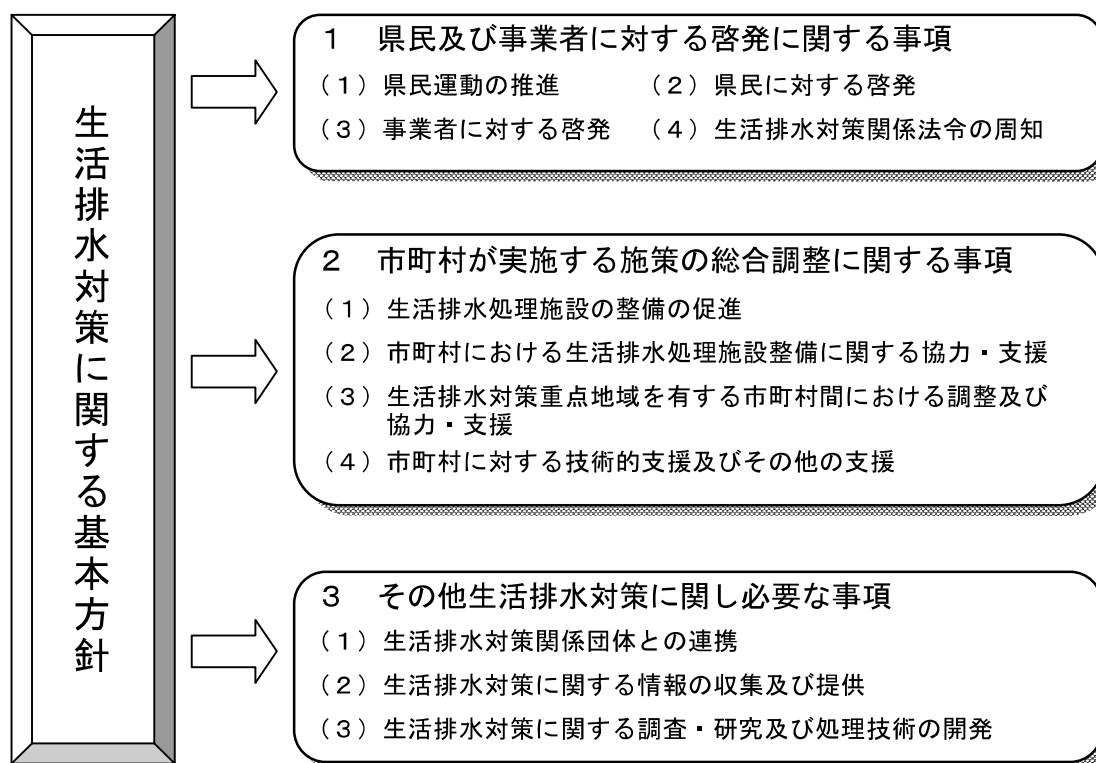 生活排水対策に関する基本方針
1 県民及び事業者に対する啓発に関する事項
(1)県民運動の推進 (2)県民に対する啓発
(3)事業者に対する啓発 (4)生活排水対策関係法令の周知
2 市町村が実施する施策の総合調整に関する事項
(1)生活排水処理施設の整備の促進
(2)市町村における生活排水処理施設整備に関する協力・支援
(3)生活排水対策重点地域を有する市町村間における調整及び
協力・支援
(4)市町村に対する技術的支援及びその他の支援
3 その他生活排水対策に関し必要な事項
(1)生活排水対策関係団体との連携
(2)生活排水対策に関する情報の収集及び提供
(3)生活排水対策に関する調査・研究及び処理技術の開発